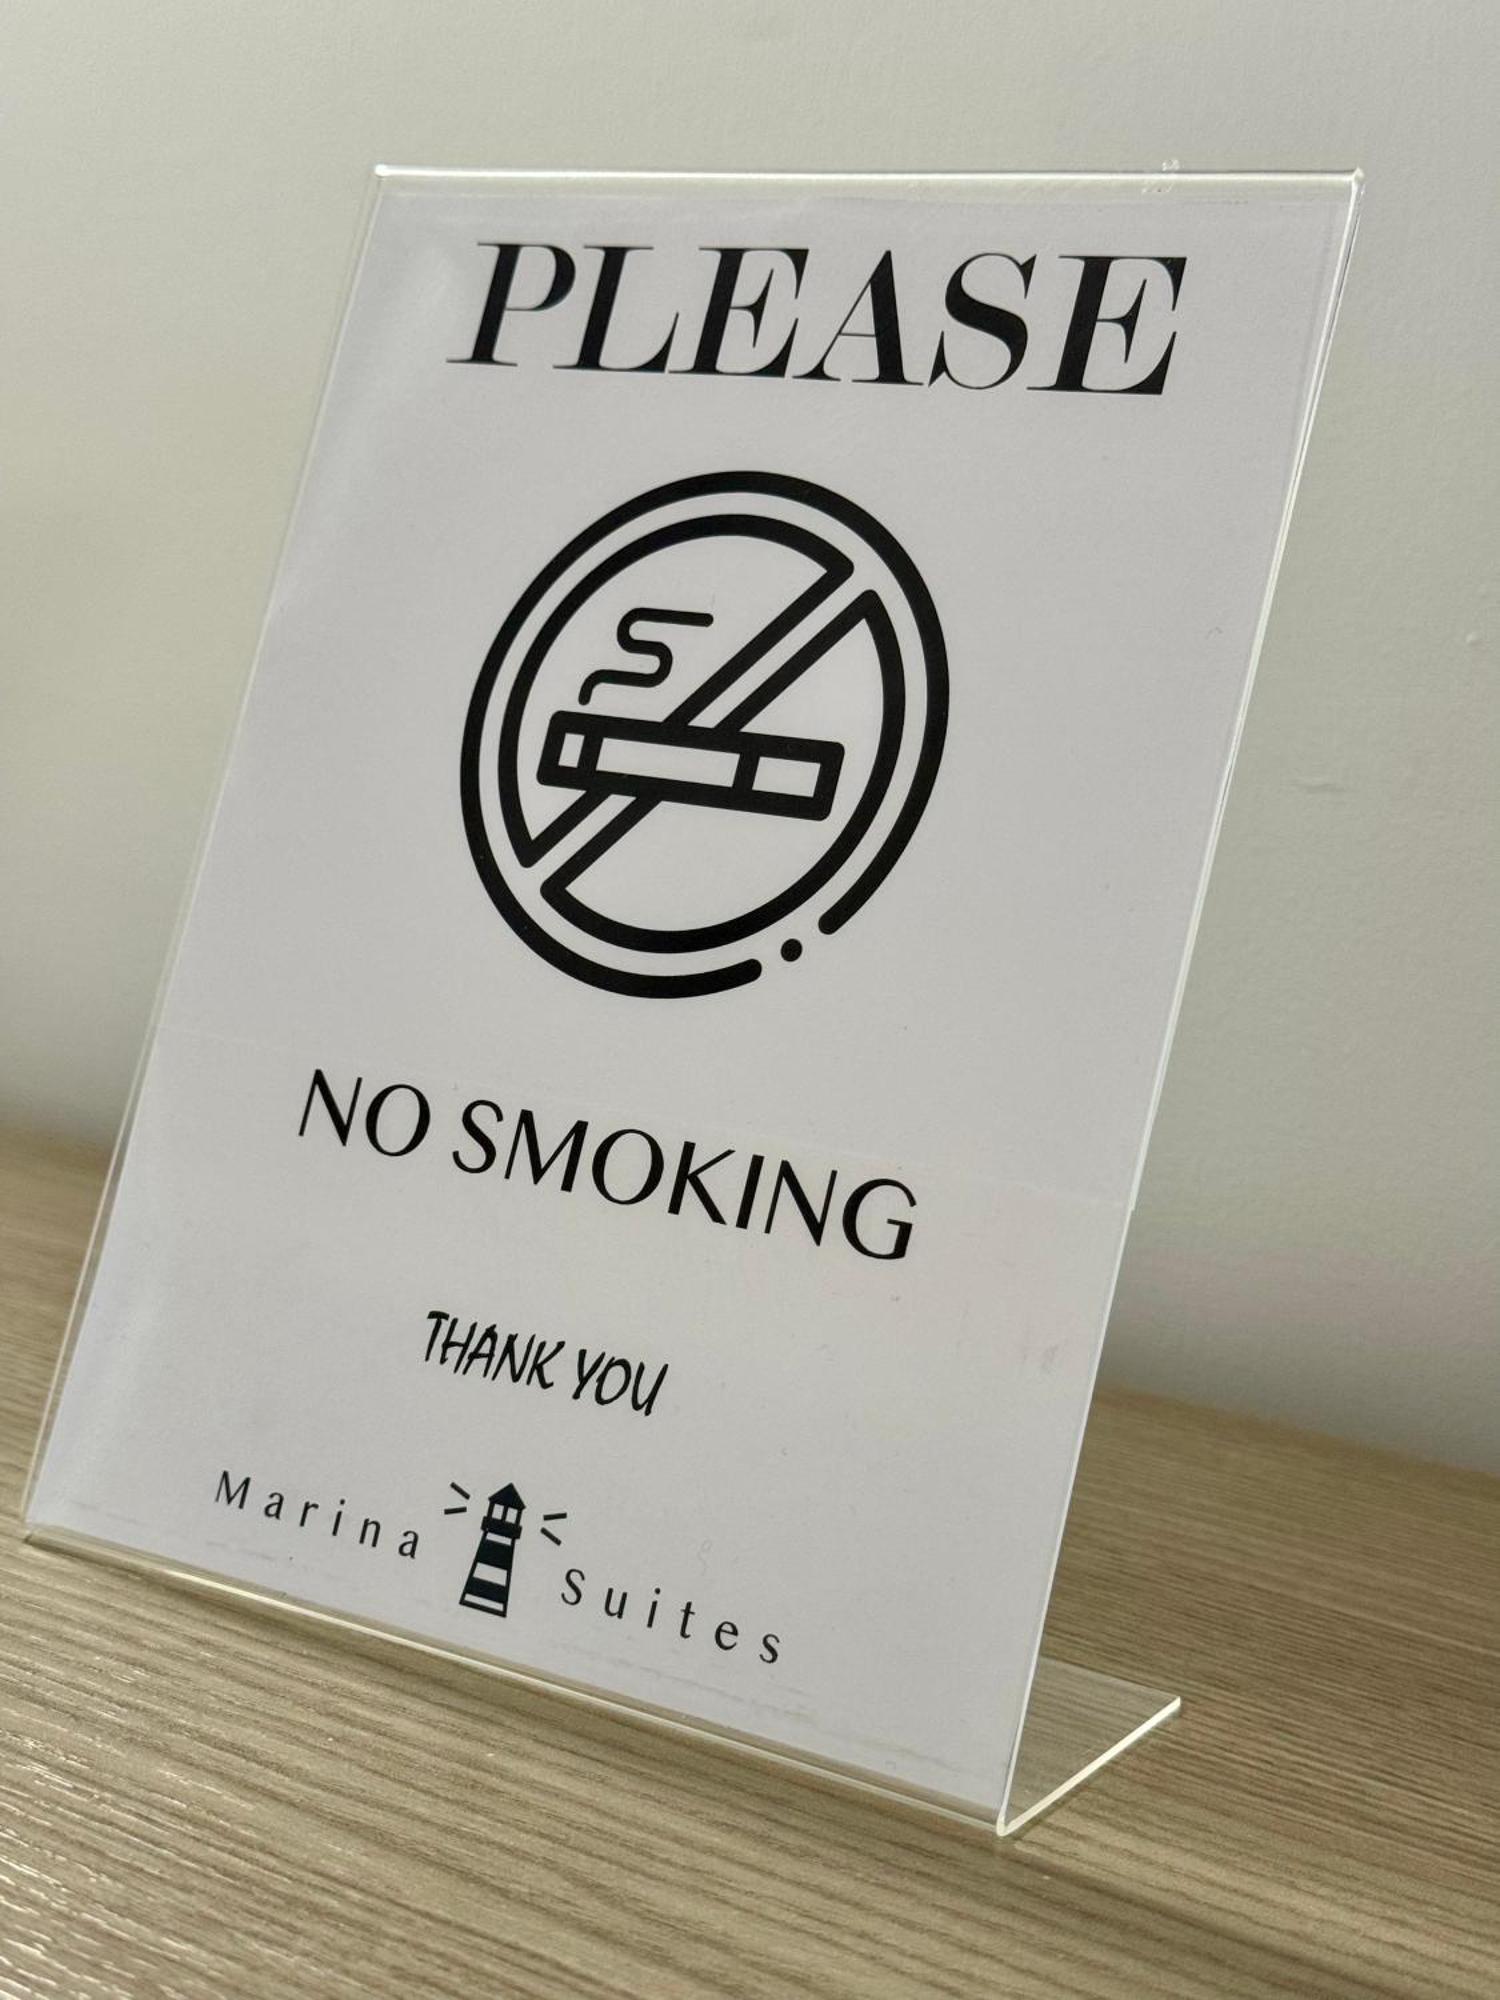 PLEASE
NO SMOKING
THANK YOU
Marina Suites